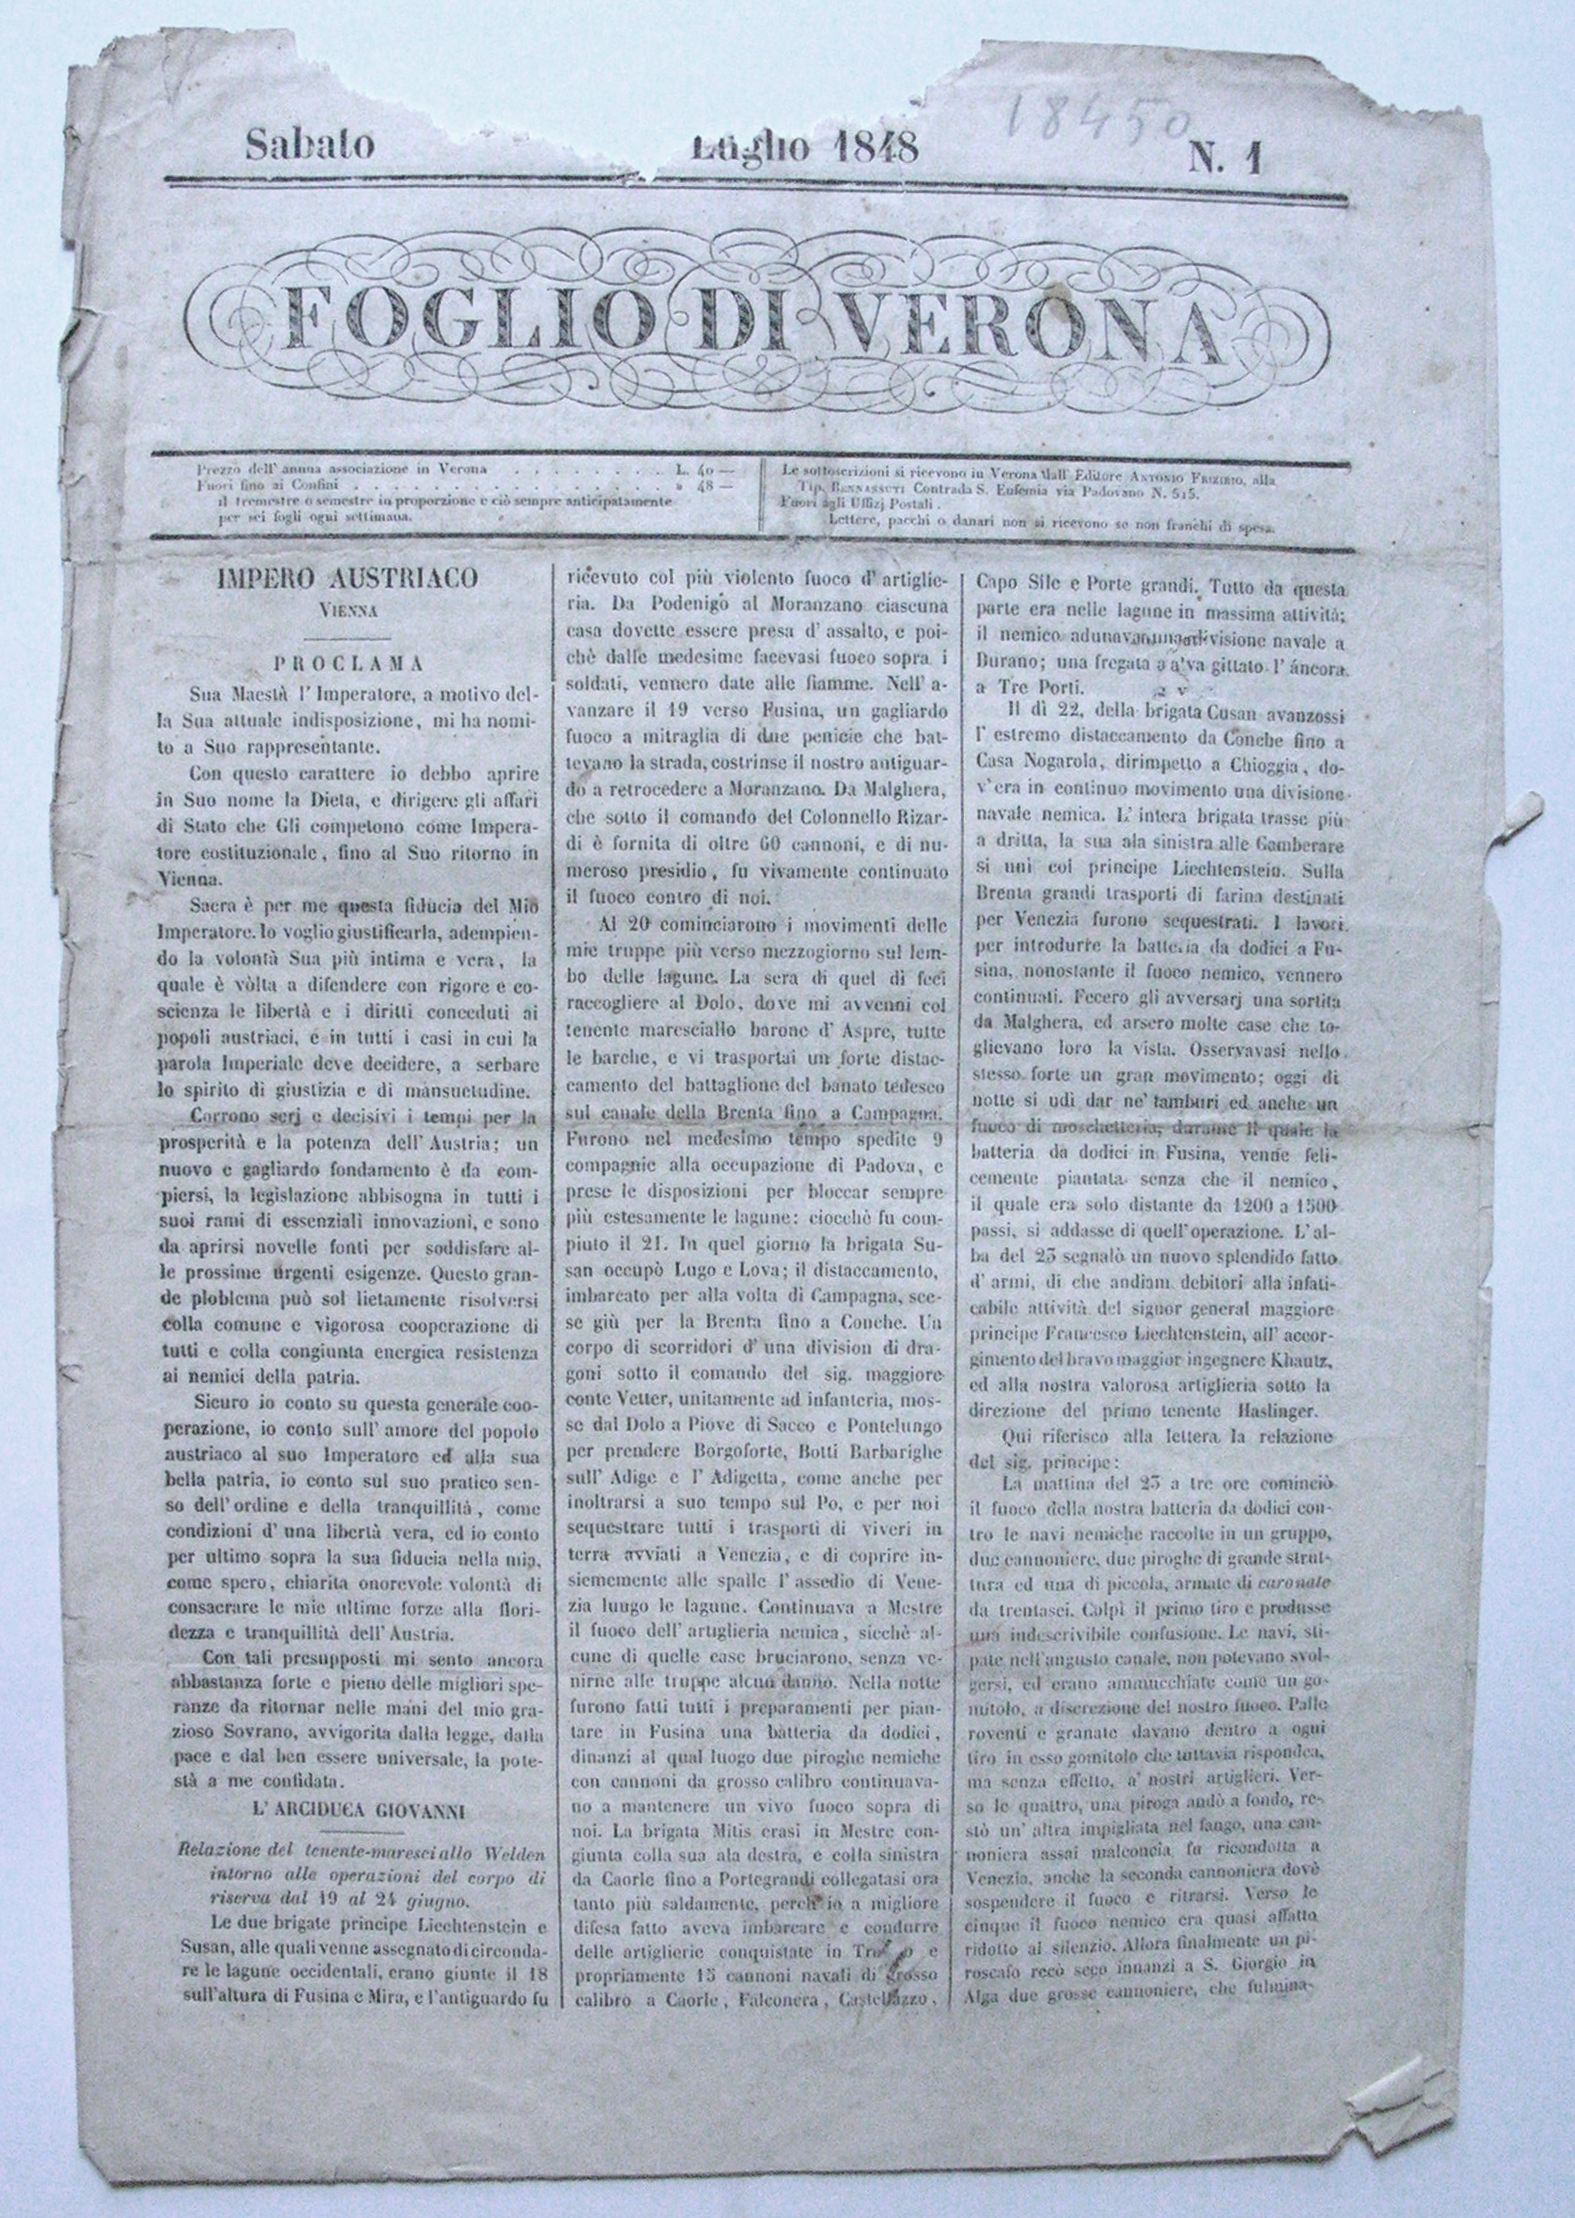 Sabato Luglio 1848 N. 1
18450
FOGLIO DI VERONA
Prezzo dell' annua associazione in Verona . . . . . . . . L. 40 —
Fuori fino ai Confini . . . . . . . . . . . . . . . » 48 —
il tremestre o semestre in proporzione e ciò sempre anticipatamente
per sei fogli ogni settimana.
Le sottoscrizioni si ricevono in Verona dall' Editore ANTONIO FRIZIRIO, alla
Tip. BENNASSUTI Contrada S. Eufemia via Padovano N. 515.
Fuori agli Uffizj Postali.
Lettere, pacchi o danari non si ricevono se non franchi di spesa.
IMPERO AUSTRIACO
VIENNA
PROCLAMA
Sua Maestà l' Imperatore, a motivo del-
la Sua attuale indisposizione, mi ha nomi-
to a Suo rappresentante.
Con questo carattere io debbo aprire
in Suo nome la Dieta, e dirigere gli affari
di Stato che Gli competono come Impera-
tore costituzionale, fino al Suo ritorno in
Vienna.
Sacra è per me questa fiducia del Mio
Imperatore. Io voglio giustificarla, adempien-
do la volontà Sua più intima e vera, la
quale è vòlta a difendere con rigore e co-
scienza le libertà e i diritti conceduti ai
popoli austriaci, e in tutti i casi in cui la
parola Imperiale deve decidere, a serbare
lo spirito di giustizia e di mansuetudine.
Corrono serj e decisivi i tempi per la
prosperità e la potenza dell' Austria; un
nuovo e gagliardo fondamento è da com-
piersi, la legislazione abbisogna in tutti i
suoi rami di essenziali innovazioni, e sono
da aprirsi novelle fonti per soddisfare al-
le prossime urgenti esigenze. Questo gran-
de ploblema può sol lietamente risolversi
colla comune e vigorosa cooperazione di
tutti e colla congiunta energica resistenza
ai nemici della patria.
Sicuro io conto su questa generale coo-
perazione, io conto sull' amore del popolo
austriaco al suo Imperatore ed alla sua
bella patria, io conto sul suo pratico sen-
so dell' ordine e della tranquillità, come
condizioni d' una libertà vera, ed io conto
per ultimo sopra la sua fiducia nella mia,
come spero, chiarita onorevole volontà di
consacrare le mie ultime forze alla flori-
dezza e tranquillità dell' Austria.
Con tali presupposti mi sento ancora
abbastanza forte e pieno delle migliori spe-
ranze da ritornar nelle mani del mio gra-
zioso Sovrano, avvigorita dalla legge, dalla
pace e dal ben essere universale, la pote-
stà a me confidata.
L' ARCIDUCA GIOVANNI
Relazione del tenente-maresciallo Welden
intorno alle operazioni del corpo di
riserva dal 19 al 24 giugno.
Le due brigate principe Liechtenstein e
Susan, alle quali venne assegnato di circonda-
re le lagune occidentali, erano giunte il 18
sull'altura di Fusina e Mira, e l'antiguardo fu
ricevuto col più violento fuoco d' artiglie-
ria. Da Podenigo al Moranzano ciascuna
casa dovette essere presa d' assalto, e poi-
chè dalle medesime facevasi fuoco sopra i
soldati, vennero date alle fiamme. Nell' a-
vanzare il 19 verso Fusina, un gagliardo
fuoco a mitraglia di due penicie che bat-
tevano la strada, costrinse il nostro antiguar-
do a retrocedere a Moranzano. Da Malghera,
che sotto il comando del Colonnello Rizar-
di è fornita di oltre 60 cannoni, e di nu-
meroso presidio, fu vivamente continuato
il fuoco contro di noi.
Al 20 cominciarono i movimenti delle
mie truppe più verso mezzogiorno sul lem-
bo delle lagune. La sera di quel di feci
raccogliere al Dolo, dove mi avvenni col
tenente maresciallo barone d' Aspre, tutte
le barche, e vi trasportai un forte distac-
camento del battaglione del banato tedesco
sul canale della Brenta fino a Campagna.
Furono nel medesimo tempo spedite 9
compagnie alla occupazione di Padova, e
prese le disposizioni per bloccar sempre
più estesamente le lagune: ciocchè fu com-
piuto il 21. In quel giorno la brigata Su-
san occupò Lugo e Lova; il distaccamento,
imbarcato per alla volta di Campagna, sce-
se giù per la Brenta fino a Conche. Un
corpo di scorridori d' una division di dra-
goni sotto il comando del sig. maggiore
conte Vetter, unitamente ad infanteria, mos-
se dal Dolo a Piove di Sacco e Pontelungo
per prendere Borgoforte, Botti Barbarighe
sull' Adige e l' Adigetta, come anche per
inoltrarsi a suo tempo sul Po, e per noi
sequestrare tutti i trasporti di viveri in
terra avviati a Venezia, e di coprire in-
siememente alle spalle l' assedio di Vene-
zia lungo le lagune. Continuava a Mestre
il fuoco dell' artiglieria nemica, sicchè al-
cune di quelle case bruciarono, senza ve-
nirne alle truppe alcun danno. Nella notte
furono fatti tutti i preparamenti per pian-
tare in Fusina una batteria da dodici,
dinanzi al qual luogo due piroghe nemiche
con cannoni da grosso calibro continuava-
no a mantenere un vivo fuoco sopra di
noi. La brigata Mitis erasi in Mestre con-
giunta colla sua ala destra, e colla sinistra
da Caorle fino a Portegrandi collegatasi ora
tanto più saldamente, perch' io a migliore
difesa fatto aveva imbarcare e condurre
delle artiglierie conquistate in e
propriamente 15 cannoni navali di grosso
calibro a Caorle, Falconera, Castellazzo,
Capo Sile e Porte grandi. Tutto da questa
parte era nelle lagune in massima attività;
il nemico adunava una divisione navale a
Burano; una fregata gittato l' áncora
a Tre Porti.
Il di 22, della brigata Cusan avanzossi
l' estremo distaccamento da Conche fino a
Casa Nogarola, dirimpetto a Chioggia, do-
v' era in continuo movimento una divisione
navale nemica. L' intera brigata trasse più
a dritta, la sua ala sinistra alle Gamberare
si uni col principe Liechtenstein. Sulla
Brenta grandi trasporti di farina destinati
per Venezia furono sequestrati. I lavori
per introdurre la batteria da dodici a Fu-
sina, nonostante il fuoco nemico, vennero
continuati. Fecero gli avversarj una sortita
da Malghera, ed arsero molte case che to-
glievano loro la vista. Osservavasi nello
stesso forte un gran movimento; oggi di
notte si udi dar ne' tamburi ed anche un
fuoco di moschetteria, durante il quale la
batteria da dodici in Fusina, venne feli-
cemente piantata senza che il nemico,
il quale era solo distante da 1200 a 1500
passi, si addasse di quell' operazione. L' al-
ba del 23 segnalò un nuovo splendido fatto
d' armi, di che andiam debitori alla infati-
cabile attività del signor general maggiore
principe Francesco Liechtenstein, all' accor-
gimento del bravo maggior ingegnere Khautz,
ed alla nostra valorosa artiglieria sotto la
direzione del primo tenente Haslinger.
Qui riferisco alla lettera la relazione
del sig. principe:
La mattina del 23 a tre ore cominciò
il fuoco della nostra batteria da dodici con-
tro le navi nemiche raccolte in un gruppo,
due cannoniere, due piroghe di grande strut-
tura ed una di piccola, armate di caronate
da trentasei. Colpì il primo tiro e produsse
una indescrivibile confusione. Le navi, sti-
pate nell'angusto canale, non potevano svol-
gersi, ed erano ammucchiate come un go-
mitolo, a discrezione del nostro fuoco. Palle
roventi e granate davano dentro a ogni
tiro in esso gomitolo che tuttavia rispondea,
ma senza effetto, a' nostri artiglieri. Ver-
so le quattro, una piroga andò a fondo, re-
stò un' altra impigliata nel fango, una can-
noniera assai malconcia fu ricondotta a
Venezia, anche la seconda cannoniera dovè
sospendere il fuoco e ritrarsi. Verso le
cinque il fuoco nemico era quasi affatto
ridotto al silenzio. Allora finalmente un pi-
roscafo recò seco innanzi a S. Giorgio in
Alga due grosse cannoniere, che fulmina-